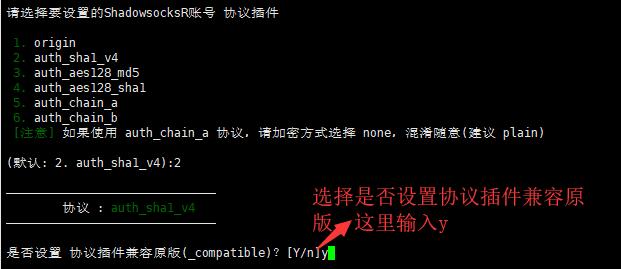 请选择要设置的ShadowsocksR账号 协议插件
1. origin
2. auth_sha1_v4
3. auth_aes128_md5
4. auth_aes128_sha1
5. auth_chain_a
6. auth_chain_b
[注意] 如果使用 auth_chain_a 协议, 请加密方式选择 none, 混淆随意(建议 plain)
(默认: 2. auth_sha1_v4):2
协议 : auth_sha1_v4
选择是否设置协议插件兼容原
版，这里输入y
是否设置 协议插件兼容原版(_compatible)? [Y/n]y